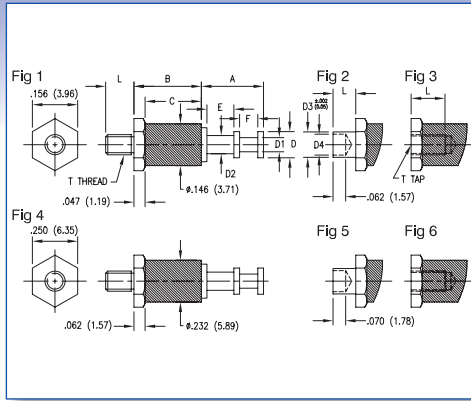 Fig 1
.156 (3.96)
L
B
A
C
E
F
D1
D
D2
T THREAD
.047 (1.19)
ø.146 (3.71)
Fig 2
L
D3 ±.002 (0.05)
D4
.062 (1.57)
Fig 3
L
T TAP
Fig 4
.250 (6.35)
.062 (1.57)
ø.232 (5.89)
Fig 5
.070 (1.78)
Fig 6